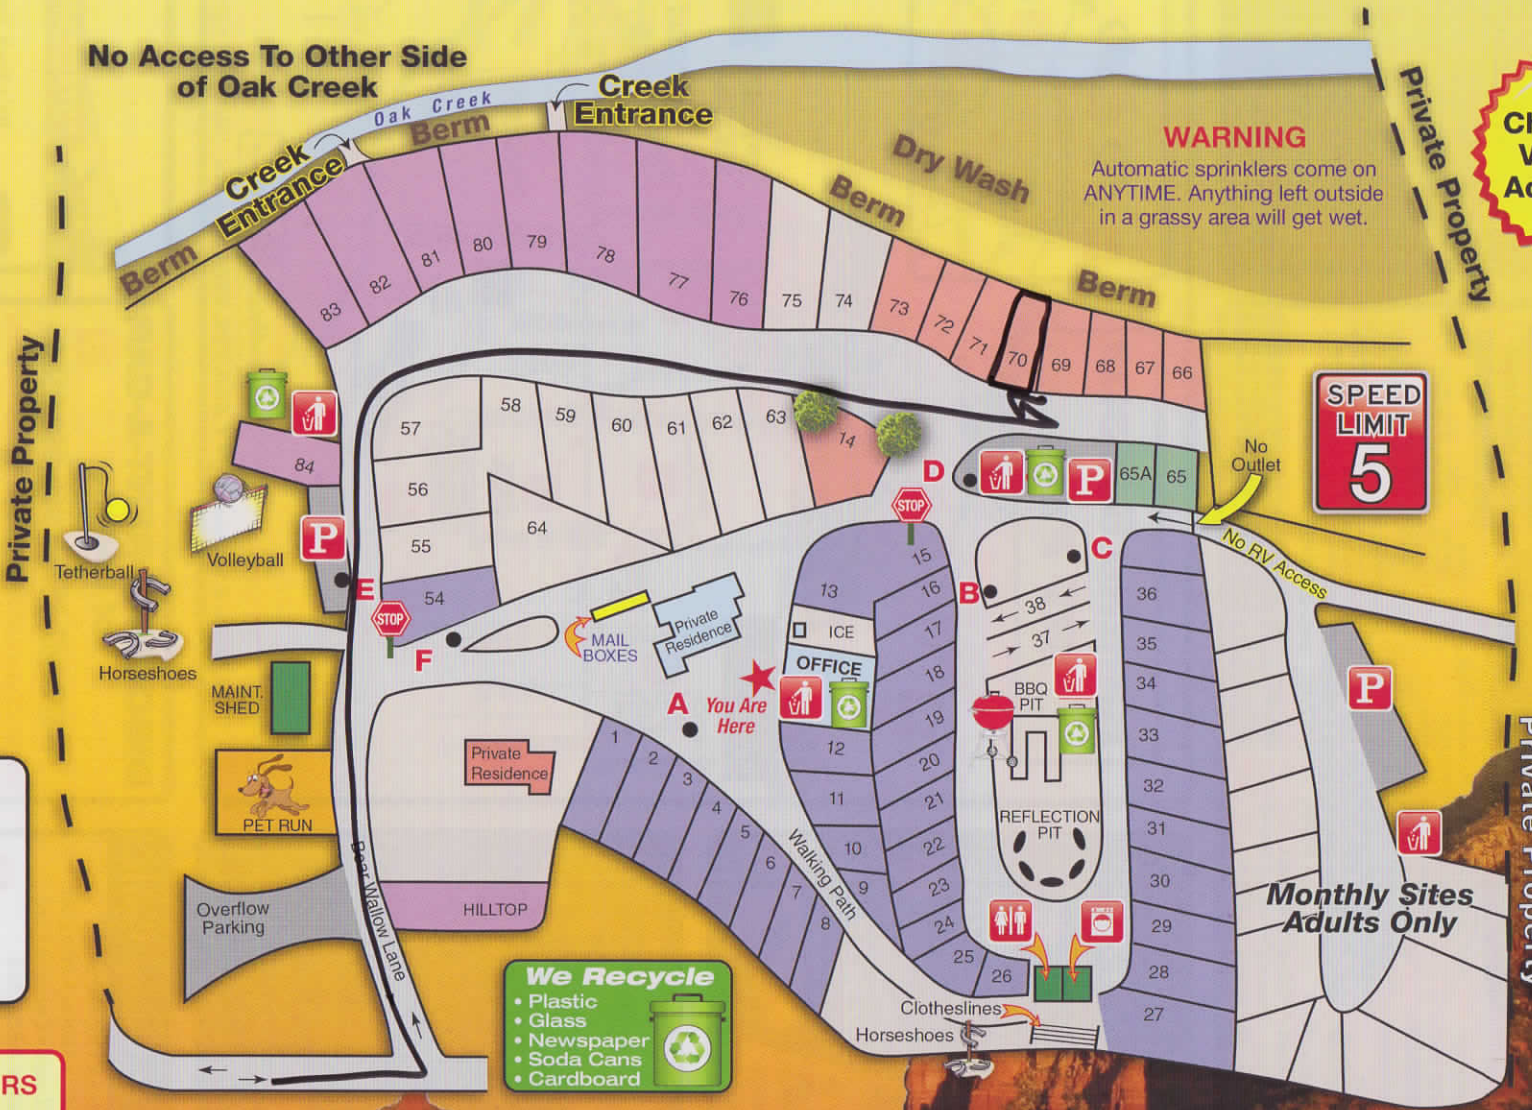 No Access To Other Side
of Oak Creek
Creek
Entrance
Oak Creek
Berm
Creek
Entrance
Berm
Dry Wash
Berm
Berm
WARNING
Automatic sprinklers come on
ANYTIME. Anything left outside
in a grassy area will get wet.
Private Property
Private Property
83
82
81
80
79
78
77
76
75
74
73
72
71
70
69
68
67
66
SPEED
LIMIT
5
57
58
59
60
61
62
63
14
84
56
55
64
54
D
P
65A
65
No
Outlet
No RV Access
STOP
P
Volleyball
Tetherball
Horseshoes
E
STOP
F
MAIL
BOXES
Private
Residence
13
ICE
OFFICE
15
16
17
18
19
20
21
22
23
24
25
26
B
C
38
37
BBQ
PIT
REFLECTION
PIT
36
35
34
33
32
31
30
29
28
27
P
MAINT.
SHED
PET RUN
Private
Residence
A
You Are
Here
1
2
3
4
5
6
7
8
12
11
10
9
Walking Path
HILLTOP
Overflow
Parking
Bear Wallow Lane
Monthly Sites
Adults Only
Private Property
We Recycle
• Plastic
• Glass
• Newspaper
• Soda Cans
• Cardboard
Clotheslines
Horseshoes
RS